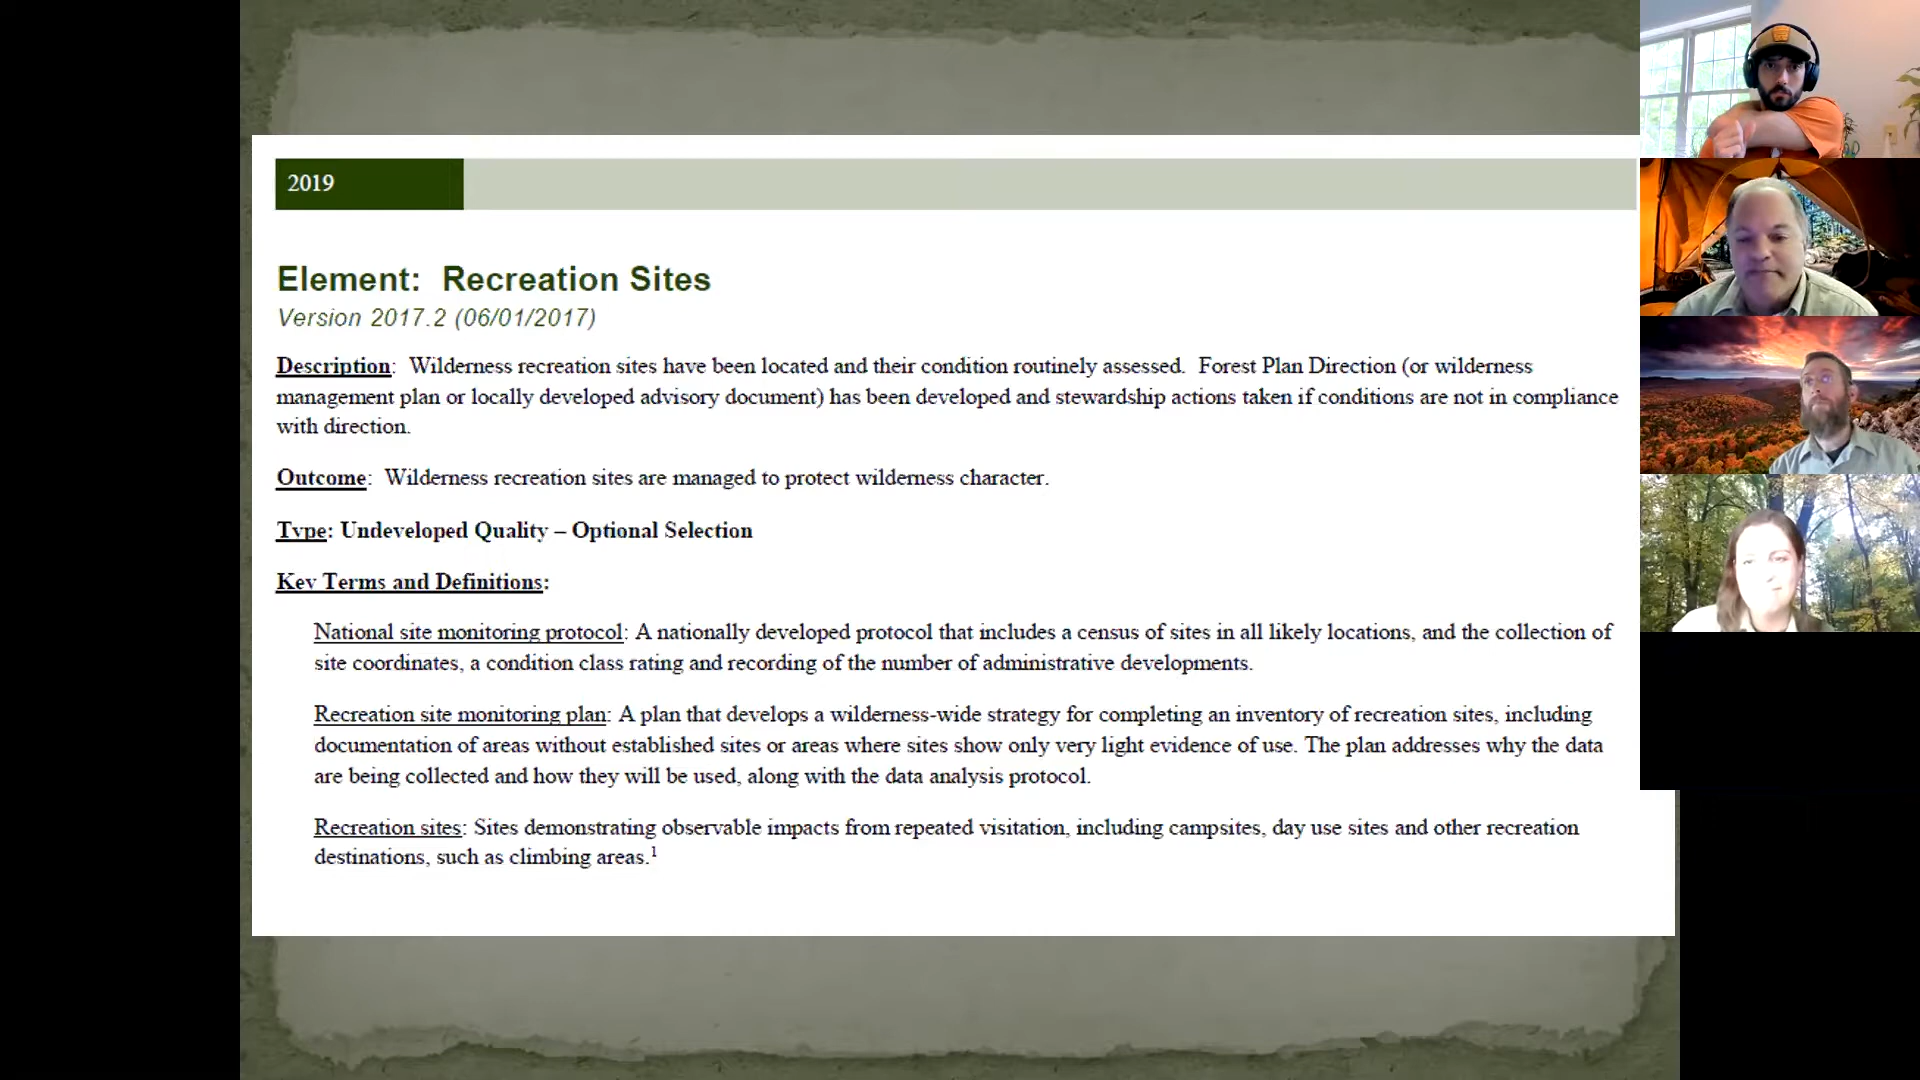 2019
Element: Recreation Sites
Version 2017.2 (06/01/2017)
Description: Wilderness recreation sites have been located and their condition routinely assessed. Forest Plan Direction (or wilderness
management plan or locally developed advisory document) has been developed and stewardship actions taken if conditions are not in compliance
with direction.
Outcome: Wilderness recreation sites are managed to protect wilderness character.
Type: Undeveloped Quality – Optional Selection
Key Terms and Definitions:
National site monitoring protocol: A nationally developed protocol that includes a census of sites in all likely locations, and the collection of
site coordinates, a condition class rating and recording of the number of administrative developments.
Recreation site monitoring plan: A plan that develops a wilderness-wide strategy for completing an inventory of recreation sites, including
documentation of areas without established sites or areas where sites show only very light evidence of use. The plan addresses why the data
are being collected and how they will be used, along with the data analysis protocol.
Recreation sites: Sites demonstrating observable impacts from repeated visitation, including campsites, day use sites and other recreation
destinations, such as climbing areas.¹